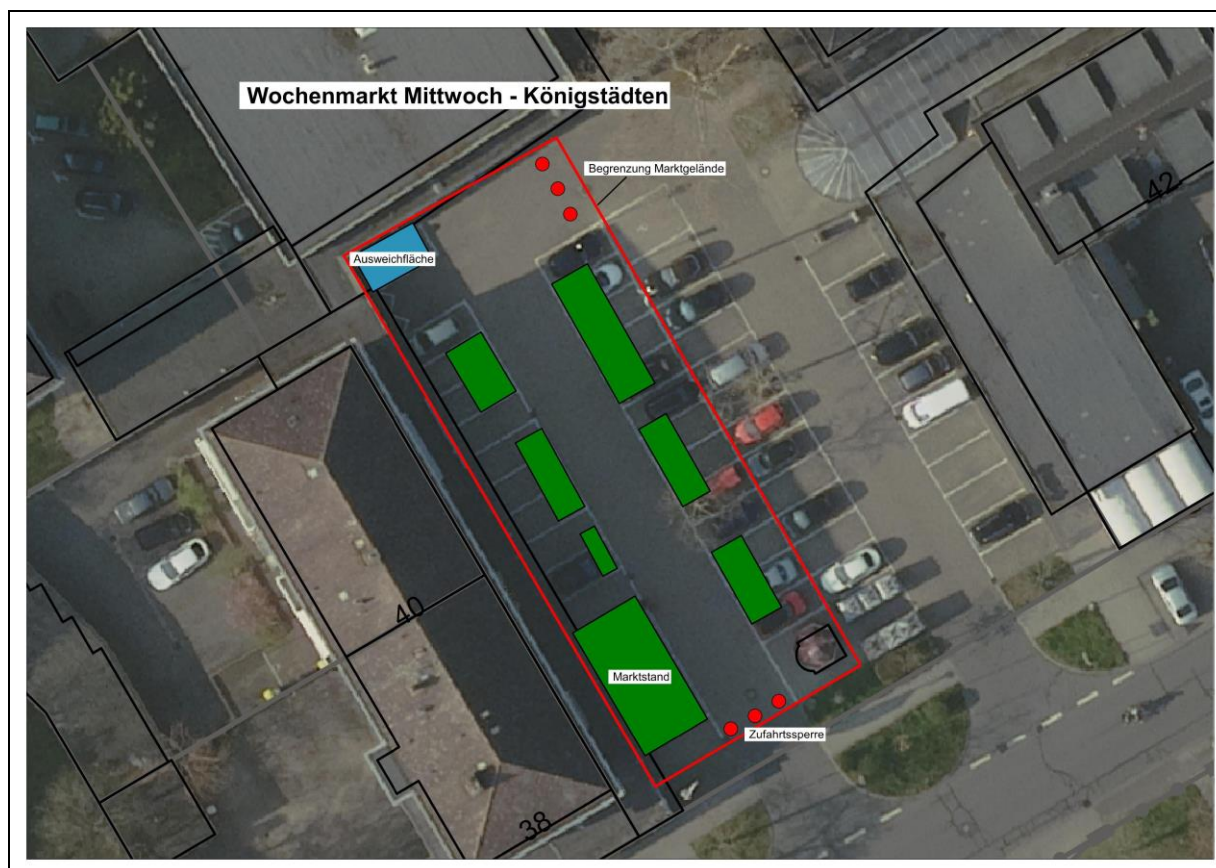 Wochenmarkt Mittwoch - Königstädten
Begrenzung Marktgelände
42
Ausweichfläche
40
Marktstand
Zufahrtssperre
38